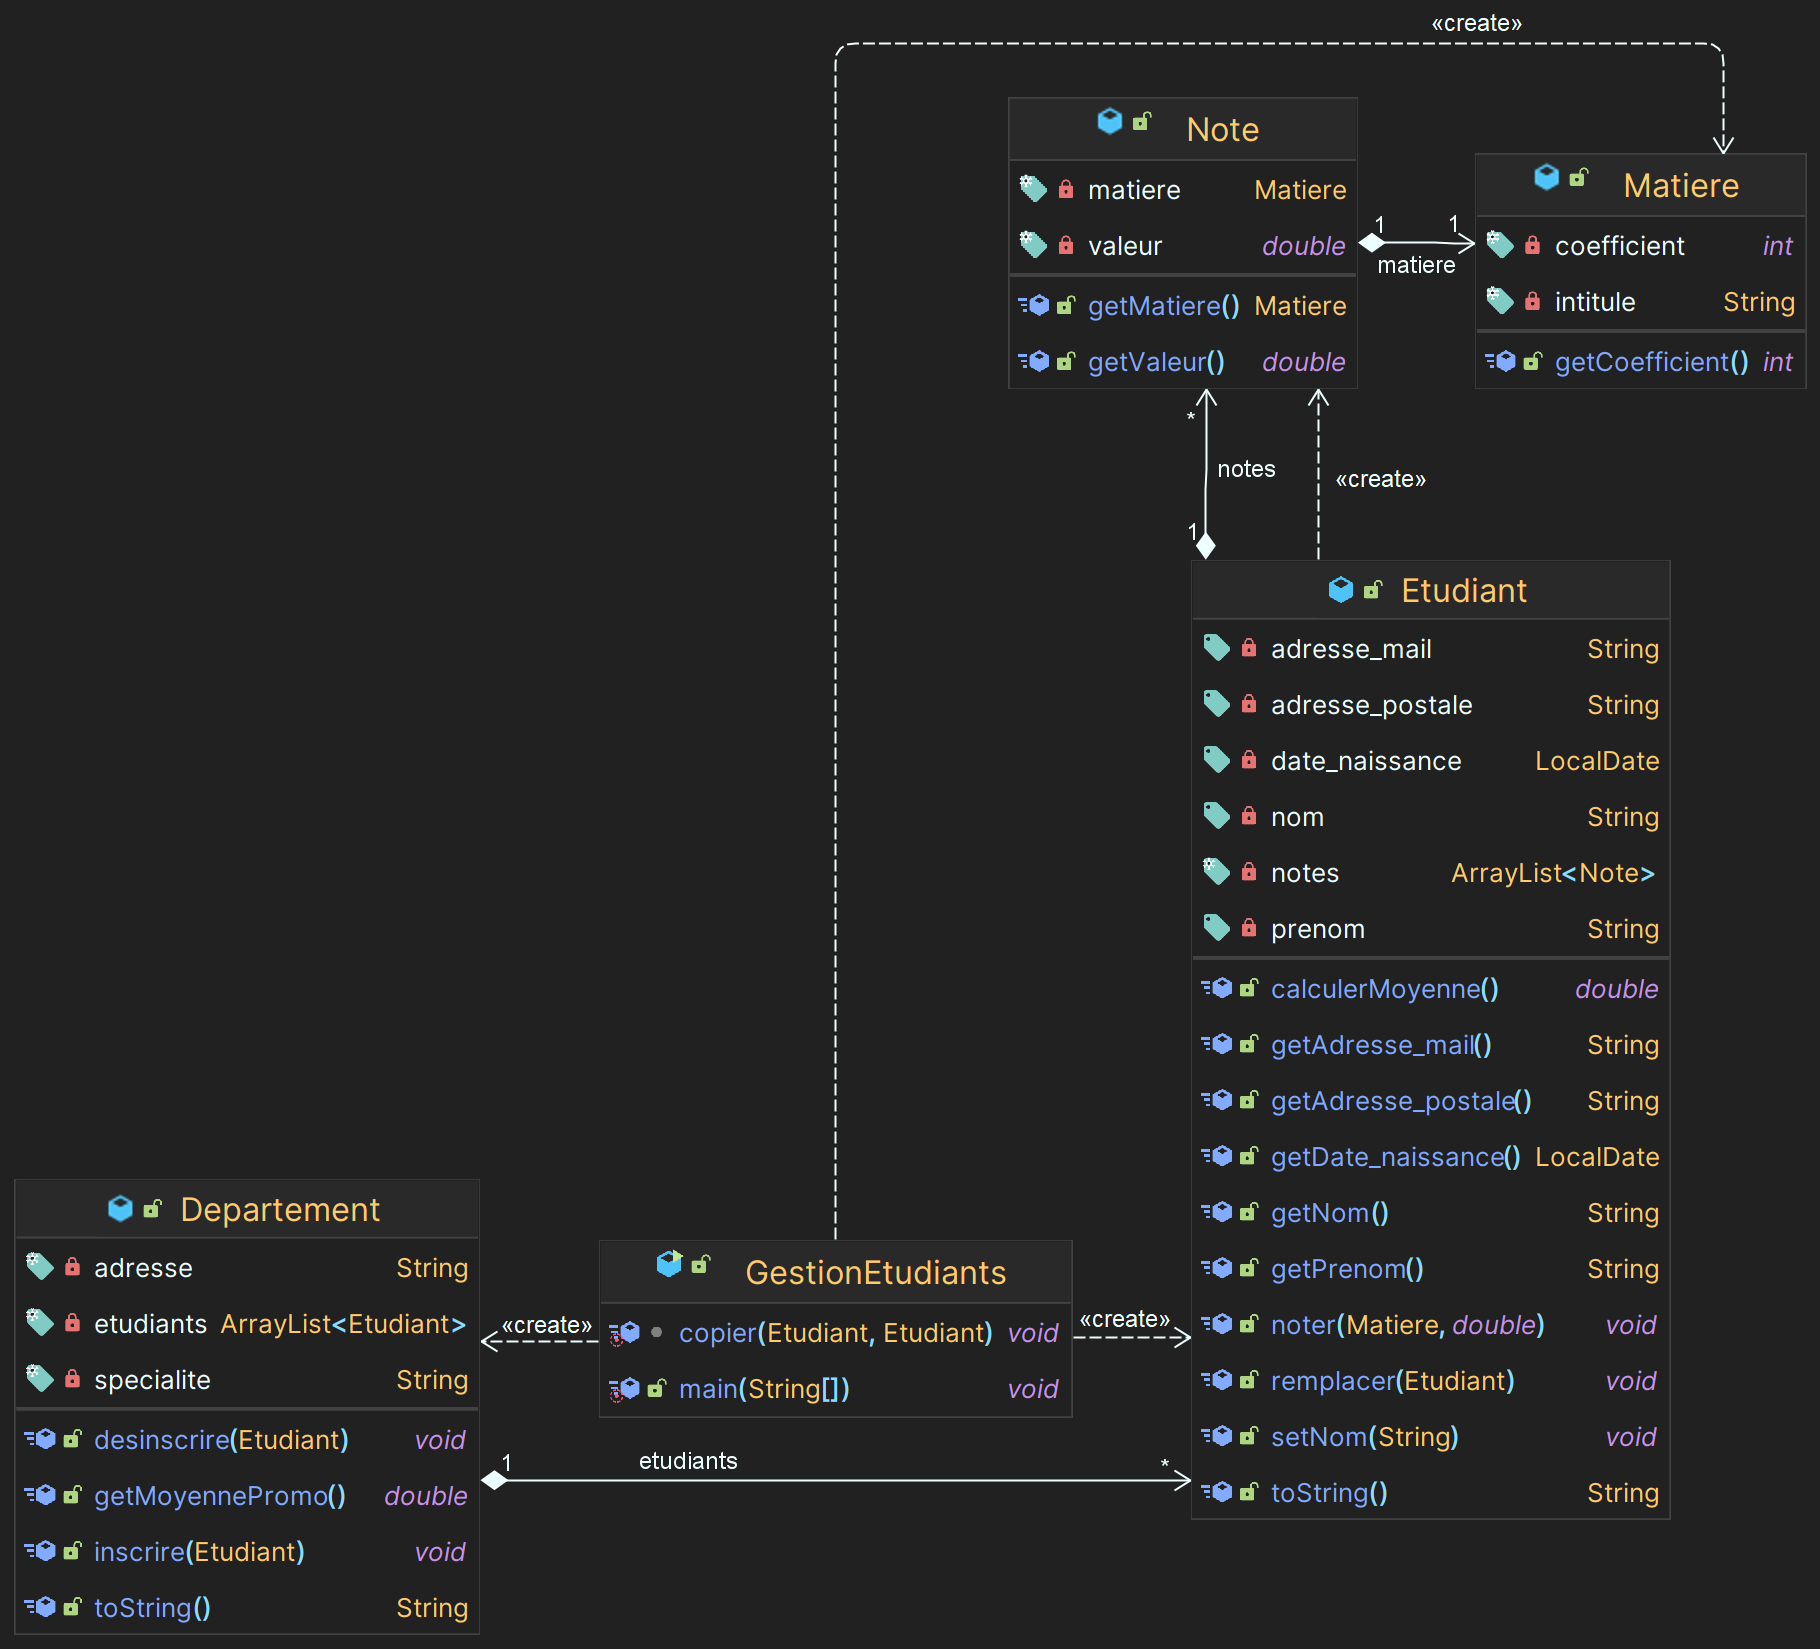 «create»
Note
matiere Matiere
valeur double
getMatiere() Matiere
getValeur() double
1 1
matiere
Matiere
coefficient int
intitule String
getCoefficient() int
*
notes
1
«create»
Etudiant
adresse_mail String
adresse_postale String
date_naissance LocalDate
nom String
notes ArrayList<Note>
prenom String
calculerMoyenne() double
getAdresse_mail() String
getAdresse_postale() String
getDate_naissance() LocalDate
getNom() String
getPrenom() String
noter(Matiere, double) void
remplacer(Etudiant) void
setNom(String) void
toString() String
Departement
adresse String
etudiants ArrayList<Etudiant>
specialite String
desinscrire(Etudiant) void
getMoyennePromo() double
inscrire(Etudiant) void
toString() String
«create»
GestionEtudiants
copier(Etudiant, Etudiant) void
main(String[]) void
«create»
1 etudiants *